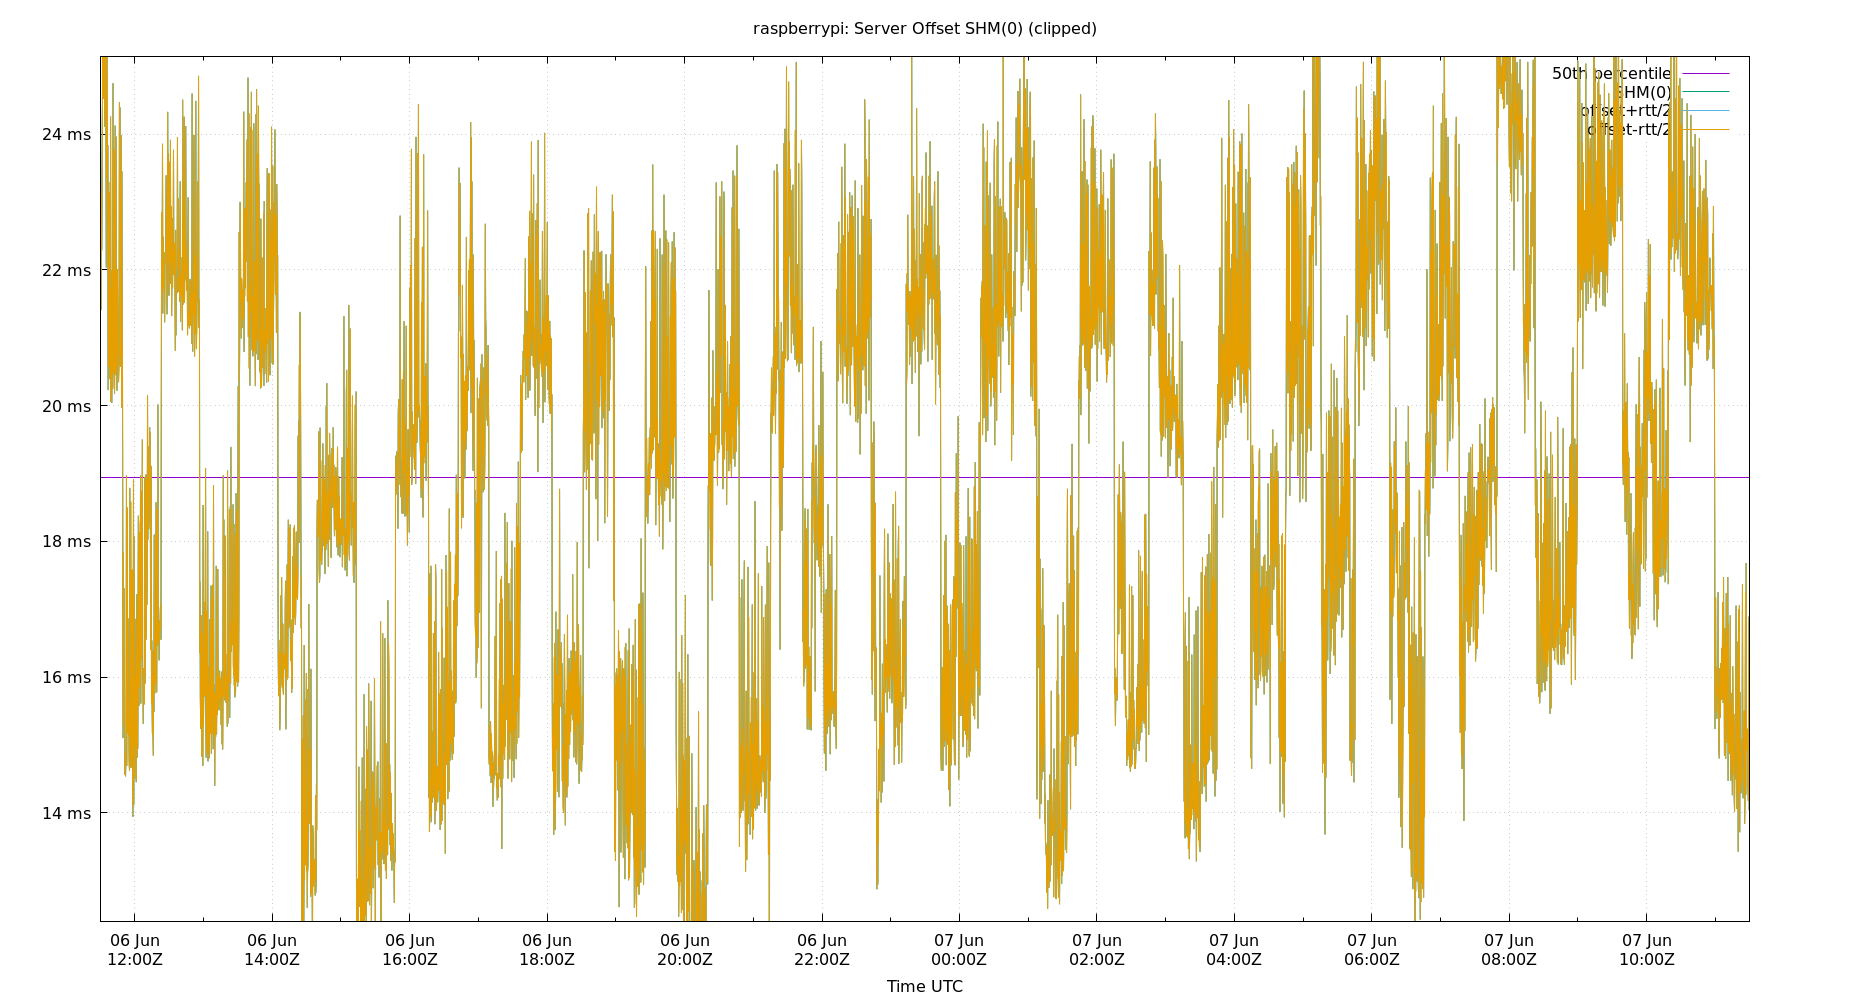 raspberrypi: Server Offset SHM(0) (clipped)
50th percentile
SHM(0)
offset+rtt/2
offset-rtt/2
24 ms
22 ms
20 ms
18 ms
16 ms
14 ms
06 Jun 06 Jun 06 Jun 06 Jun 06 Jun 06 Jun 07 Jun 07 Jun 07 Jun 07 Jun 07 Jun 07 Jun
12:00Z 14:00Z 16:00Z 18:00Z 20:00Z 22:00Z 00:00Z 02:00Z 04:00Z 06:00Z 08:00Z 10:00Z
Time UTC